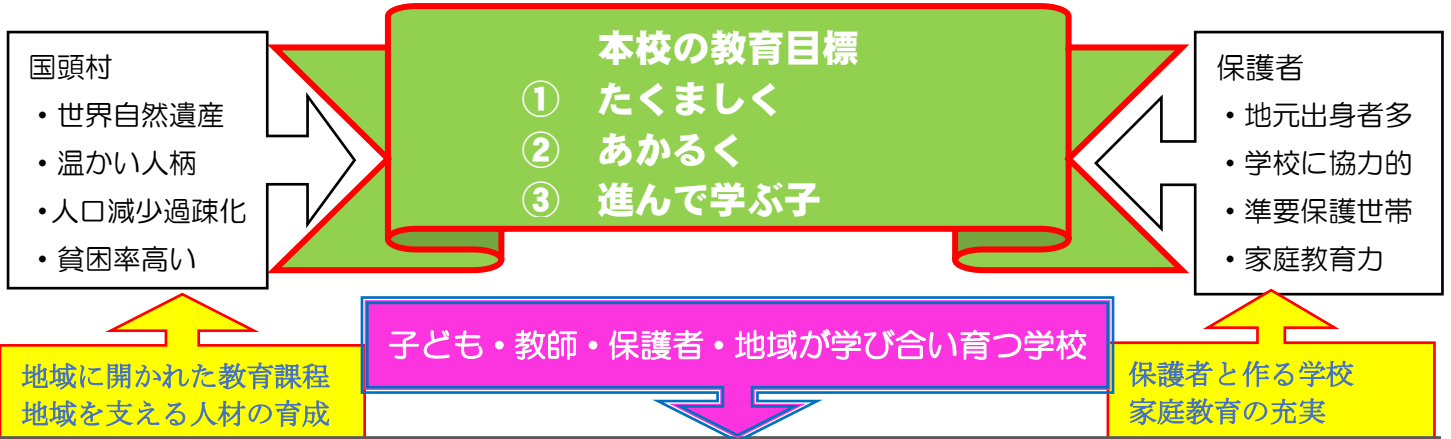 本校の教育目標
① たくましく
② あかるく
③ 進んで学ぶ子
国頭村
・世界自然遺産
・温かい人柄
・人口減少過疎化
・貧困率高い
保護者
・地元出身者多
・学校に協力的
・準要保護世帯
・家庭教育力
子ども・教師・保護者・地域が学び合い育つ学校
地域に開かれた教育課程
地域を支える人材の育成
保護者と作る学校
家庭教育の充実